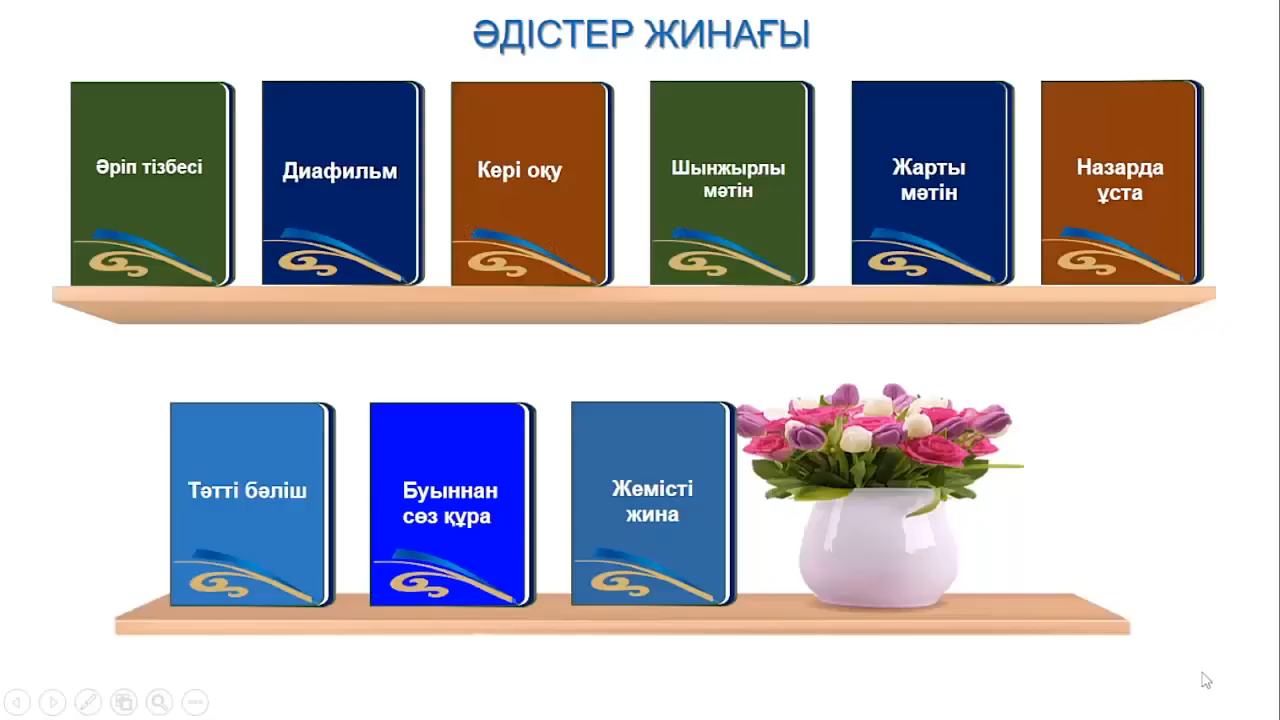 ӘДІСТЕР ЖИНАҒЫ
Әріп тізбесі
Диафильм
Кері оқу
Шынжырлы
мәтін
Жарты
мәтін
Назарда
ұста
Тәтті бәліш
Буыннан
сөз құра
Жемісті
жина